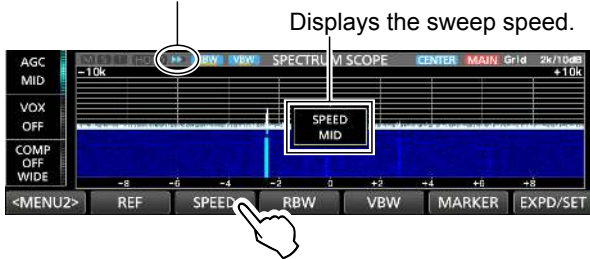 Displays the sweep speed.
AGC
MID
VOX
OFF
COMP
OFF
WIDE
VBW SPECTRUM SCOPE CENTER MAIN Grid 2k/10dB
-10k +10k
SPEED
MID
-8 -6 -4 -2 0 +2 +4 +6 +8
<MENU2> REF SPEED RBW VBW MARKER EXPD/SET